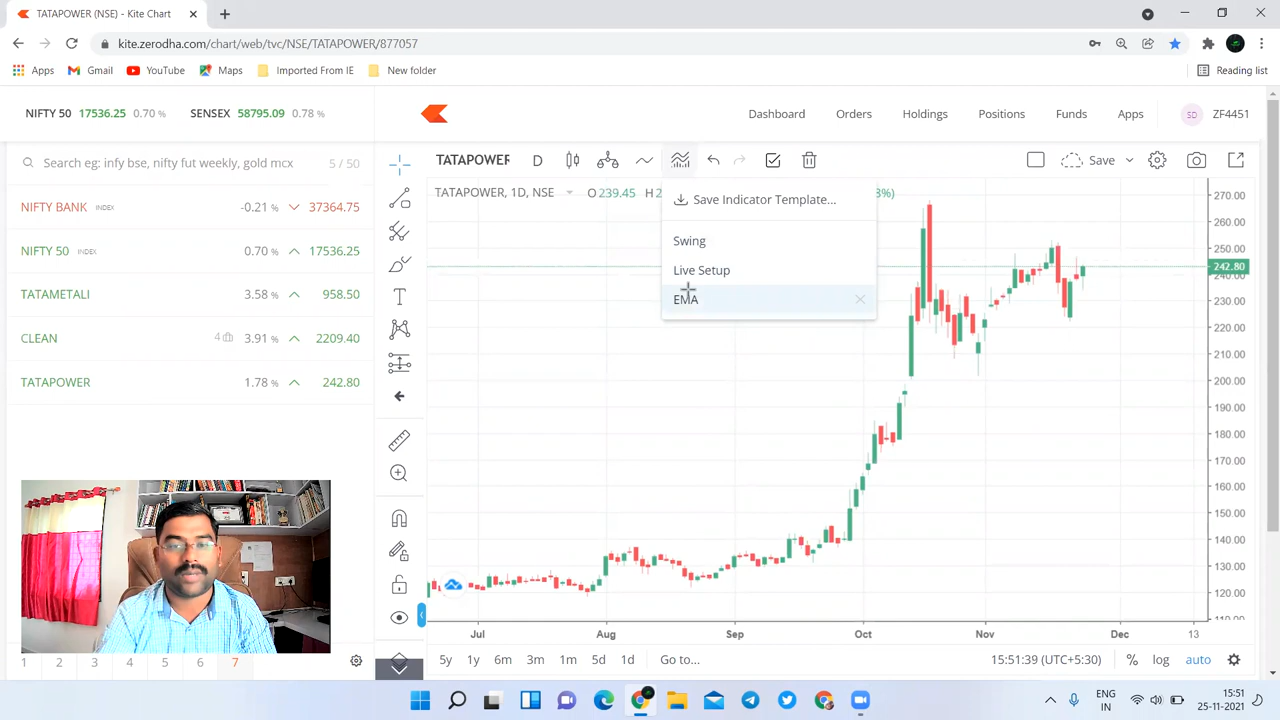 TATAPOWER (NSE) - Kite Chart
kite.zerodha.com/chart/web/tvc/NSE/TATAPOWER/877057
Apps Gmail YouTube Maps Imported From IE New folder Reading list
NIFTY 50 17536.25 0.70 % SENSEX 58795.09 0.78 %
Dashboard Orders Holdings Positions Funds Apps SD ZF4451
Search eg: infy bse, nifty fut weekly, gold mcx 5 / 50
NIFTY BANK INDEX -0.21 % 37364.75
NIFTY 50 INDEX 0.70 % 17536.25
TATAMETALI 3.58 % 958.50
CLEAN 4 3.91 % 2209.40
TATAPOWER 1.78 % 242.80
1 2 3 4 5 6 7
TATAPOWER D Save
TATAPOWER, 1D, NSE O 239.45 H 2
Save Indicator Template...
Swing
Live Setup
EMA
270.00
250.00
242.80
240.00
230.00
220.00
210.00
200.00
190.00
180.00
170.00
160.00
150.00
140.00
130.00
120.00
110.00
Jul Aug Sep Oct Nov Dec 13
5y 1y 6m 3m 1m 5d 1d Go to... 15:51:39 (UTC+5:30) % log auto
ENG
IN
15:51
25-11-2021